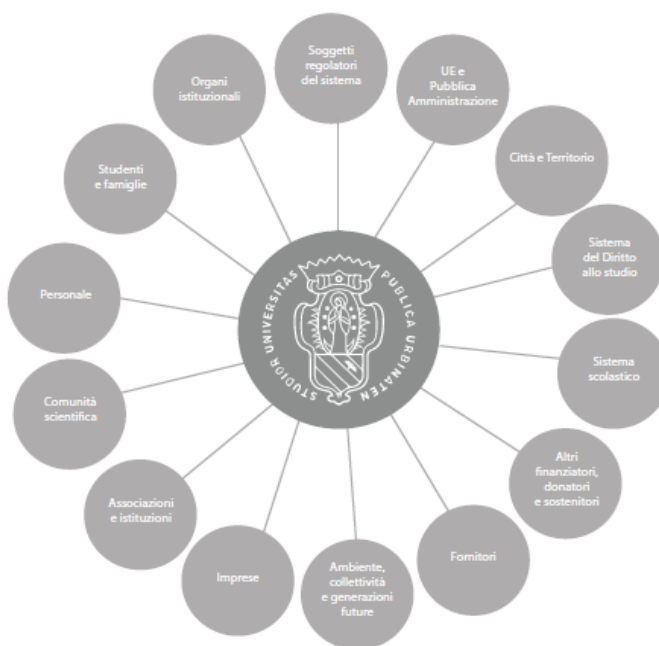 Soggetti
regolatori
del sistema
UE e
Pubblica
Amministrazione
Città e Territorio
Sistema
del Diritto
allo studio
Sistema
scolastico
Altri
finanziatori,
donatori
e sostenitori
Fornitori
Ambiente,
collettività
e generazioni
future
Imprese
Associazioni
e istituzioni
Comunità
scientifica
Personale
Studenti
e famiglie
Organi
istituzionali
STUDIOR UNIVERSITAS PUBLICA URBINATEN